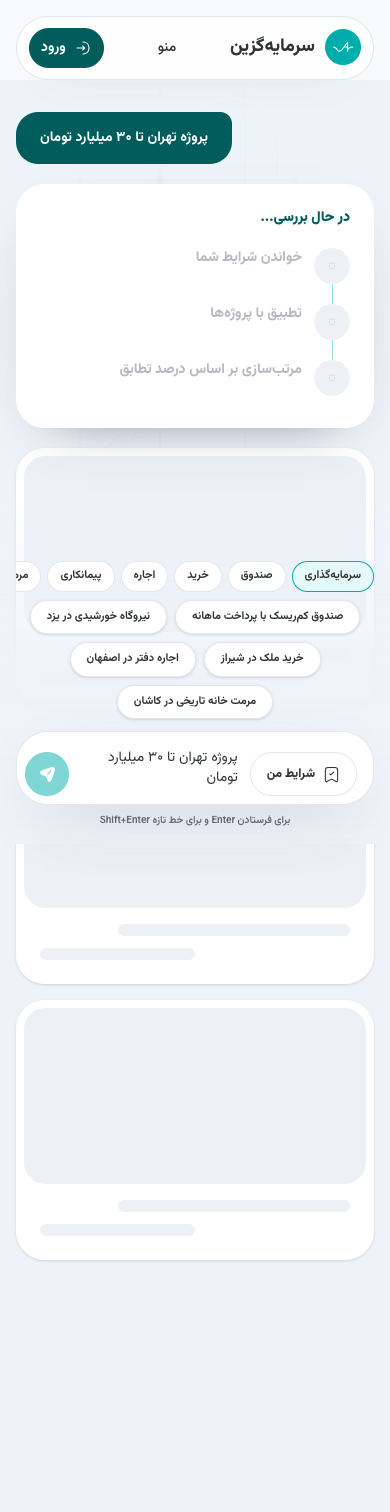 سرمایه‌گزین
منو
ورود
پروژه تهران تا ۳۰ میلیارد تومان
در حال بررسی...
خواندن شرایط شما
تطبیق با پروژه‌ها
مرتب‌سازی بر اساس درصد تطابق
سرمایه‌گذاری
صندوق
خرید
اجاره
پیمانکاری
صندوق کم‌ریسک با پرداخت ماهانه
نیروگاه خورشیدی در یزد
خرید ملک در شیراز
اجاره دفتر در اصفهان
مرمت خانه تاریخی در کاشان
شرایط من
پروژه تهران تا ۳۰ میلیارد
تومان
برای فرستادن Enter و برای خط تازه Shift+Enter